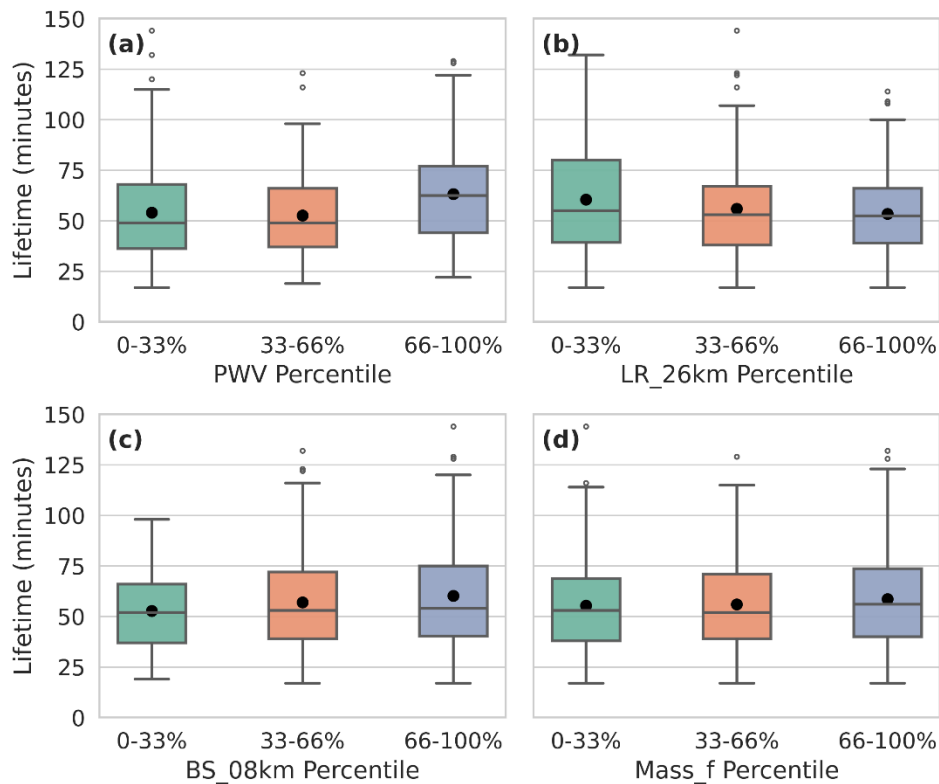 (a)
Lifetime (minutes)
150
125
100
75
50
25
0
0-33% 33-66% 66-100%
PWV Percentile
(b)
0-33% 33-66% 66-100%
LR_26km Percentile
(c)
Lifetime (minutes)
150
125
100
75
50
25
0
0-33% 33-66% 66-100%
BS_08km Percentile
(d)
0-33% 33-66% 66-100%
Mass_f Percentile